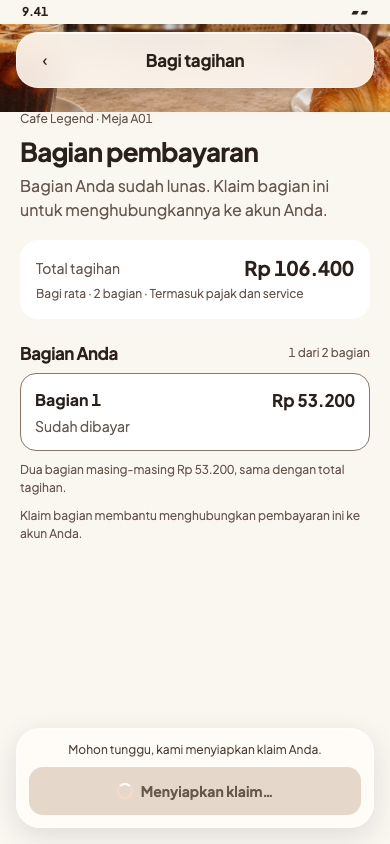 9.41
‹
Bagi tagihan
Cafe Legend · Meja A01
Bagian pembayaran
Bagian Anda sudah lunas. Klaim bagian ini
untuk menghubungkannya ke akun Anda.
Total tagihan
Rp 106.400
Bagi rata · 2 bagian · Termasuk pajak dan service
Bagian Anda
1 dari 2 bagian
Bagian 1
Rp 53.200
Sudah dibayar
Dua bagian masing-masing Rp 53.200, sama dengan total
tagihan.
Klaim bagian membantu menghubungkan pembayaran ini ke
akun Anda.
Mohon tunggu, kami menyiapkan klaim Anda.
Menyiapkan klaim…